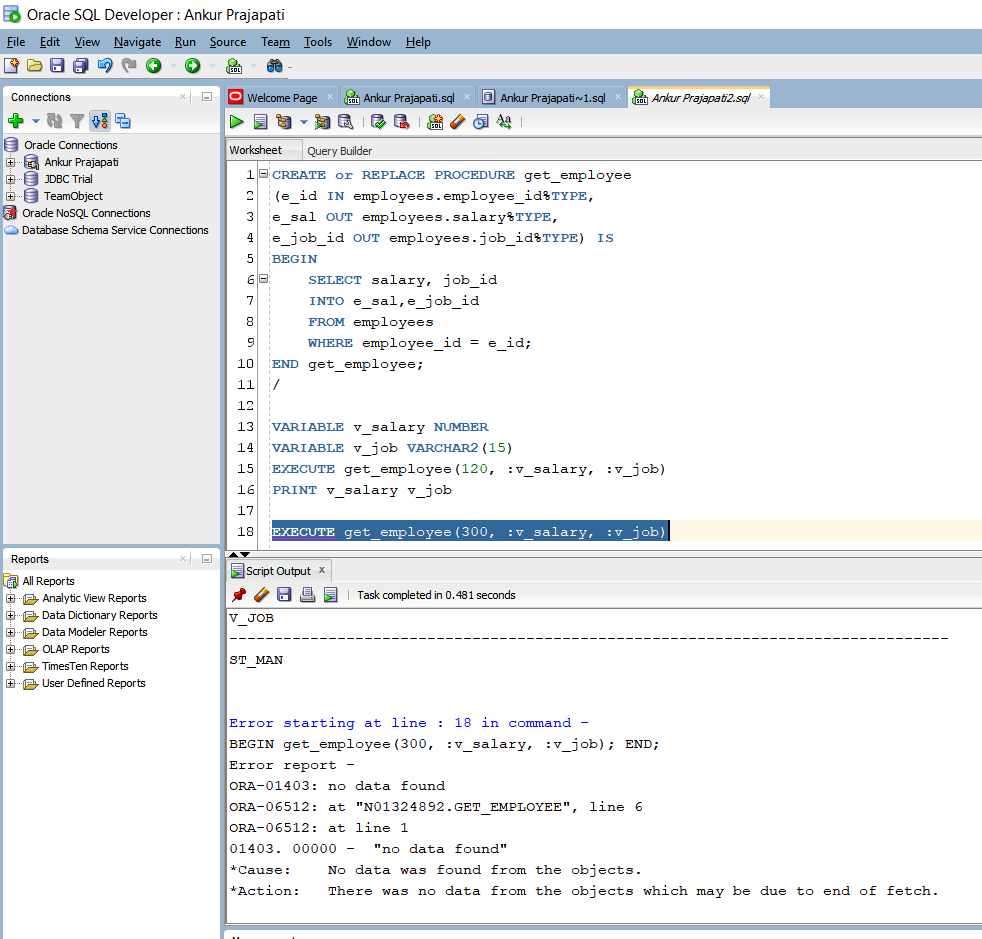 Oracle SQL Developer : Ankur Prajapati
File Edit View Navigate Run Source Team Tools Window Help
Connections
Oracle Connections
Ankur Prajapati
JDBC Trial
TeamObject
Oracle NoSQL Connections
Database Schema Service Connections
Reports
All Reports
Analytic View Reports
Data Dictionary Reports
Data Modeler Reports
OLAP Reports
TimesTen Reports
User Defined Reports
Welcome Page Ankur Prajapati.sql Ankur Prajapati~1.sql Ankur Prajapati2.sql
Worksheet Query Builder
1 CREATE or REPLACE PROCEDURE get_employee
2 (e_id IN employees.employee_id%TYPE,
3 e_sal OUT employees.salary%TYPE,
4 e_job_id OUT employees.job_id%TYPE) IS
5 BEGIN
6 SELECT salary, job_id
7 INTO e_sal,e_job_id
8 FROM employees
9 WHERE employee_id = e_id;
10 END get_employee;
11 /
12
13 VARIABLE v_salary NUMBER
14 VARIABLE v_job VARCHAR2(15)
15 EXECUTE get_employee(120, :v_salary, :v_job)
16 PRINT v_salary v_job
17
18 EXECUTE get_employee(300, :v_salary, :v_job)
Script Output
Task completed in 0.481 seconds
V_JOB
--------------------------------------------------------------------------------
ST_MAN
Error starting at line : 18 in command -
BEGIN get_employee(300, :v_salary, :v_job); END;
Error report -
ORA-01403: no data found
ORA-06512: at "N01324892.GET_EMPLOYEE", line 6
ORA-06512: at line 1
01403. 00000 -  "no data found"
*Cause:    No data was found from the objects.
*Action:   There was no data from the objects which may be due to end of fetch.